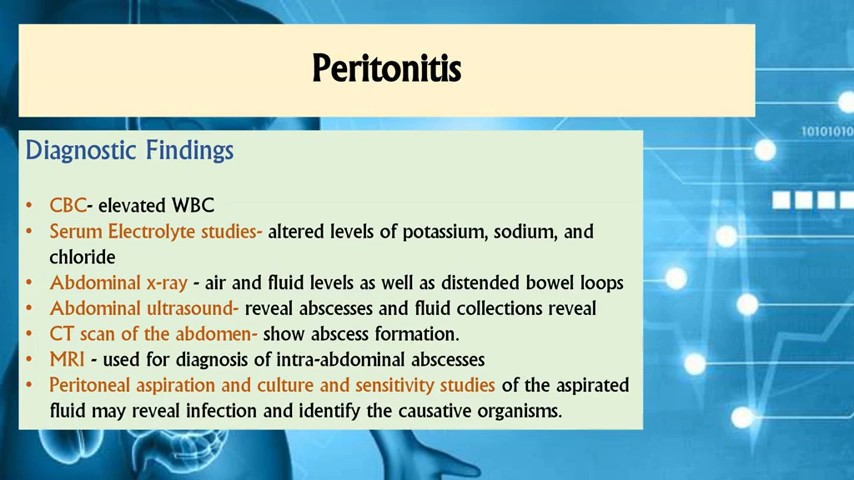 Peritonitis
10101010
Diagnostic Findings
• CBC- elevated WBC
• Serum Electrolyte studies- altered levels of potassium, sodium, and
chloride
• Abdominal x-ray - air and fluid levels as well as distended bowel loops
• Abdominal ultrasound- reveal abscesses and fluid collections reveal
• CT scan of the abdomen- show abscess formation.
• MRI - used for diagnosis of intra-abdominal abscesses
• Peritoneal aspiration and culture and sensitivity studies of the aspirated
fluid may reveal infection and identify the causative organisms.